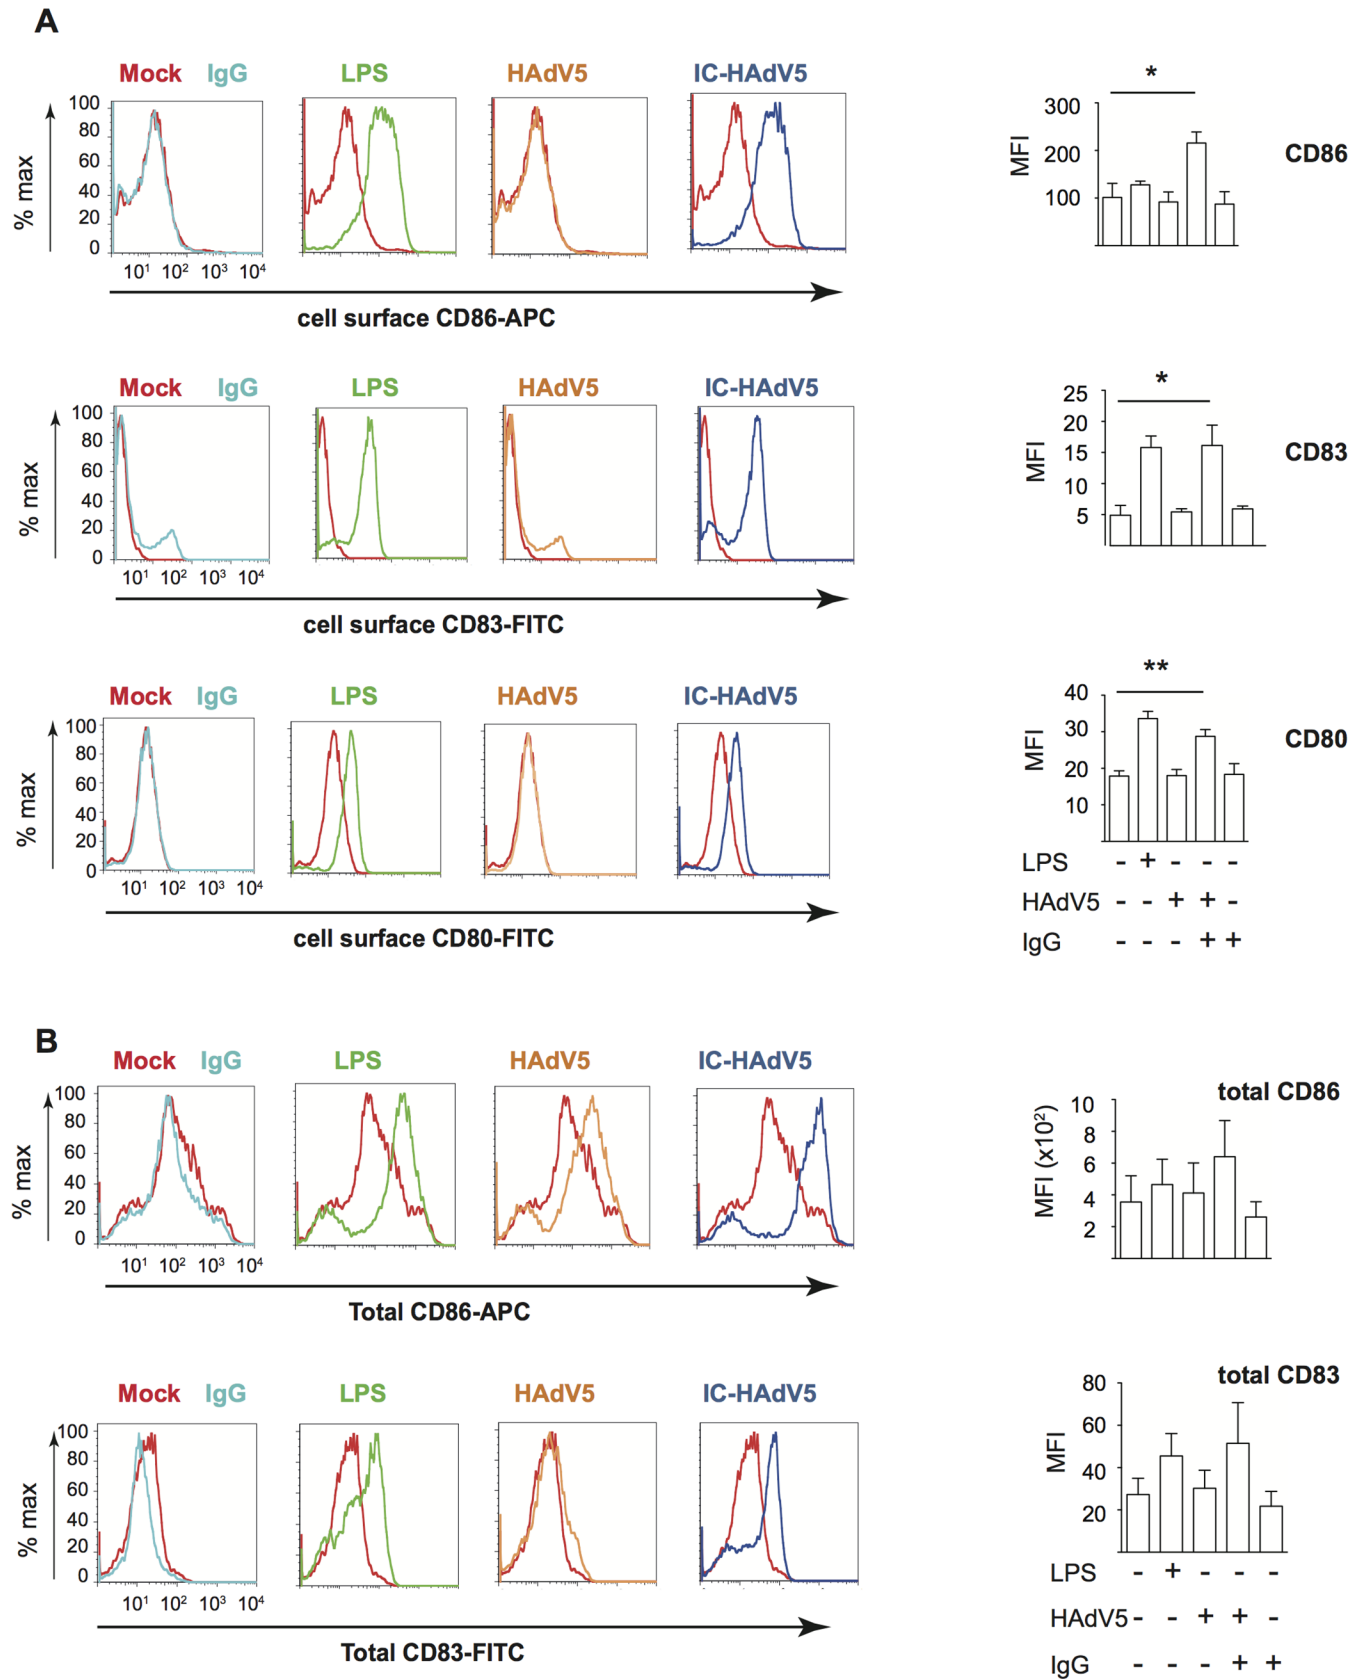 A
Mock IgG LPS HAdV5 IC-HAdV5
% max
100
80
60
40
20
0
10¹ 10² 10³ 10⁴
cell surface CD86-APC
*
MFI
300
200
100
CD86
Mock IgG LPS HAdV5 IC-HAdV5
% max
100
80
60
40
20
0
10¹ 10² 10³ 10⁴
cell surface CD83-FITC
*
MFI
25
20
15
10
5
CD83
Mock IgG LPS HAdV5 IC-HAdV5
% max
100
80
60
40
20
0
10¹ 10² 10³ 10⁴
cell surface CD80-FITC
**
MFI
40
30
20
10
CD80
LPS - + - - -
HAdV5 - - + + -
IgG - - - + +
B
Mock IgG LPS HAdV5 IC-HAdV5
% max
100
80
60
40
20
0
10¹ 10² 10³ 10⁴
Total CD86-APC
total CD86
MFI (x10²)
10
8
6
4
2
Mock IgG LPS HAdV5 IC-HAdV5
% max
100
80
60
40
20
0
10¹ 10² 10³ 10⁴
Total CD83-FITC
total CD83
MFI
80
60
40
20
LPS - + - - -
HAdV5 - - + + -
IgG - - - + +